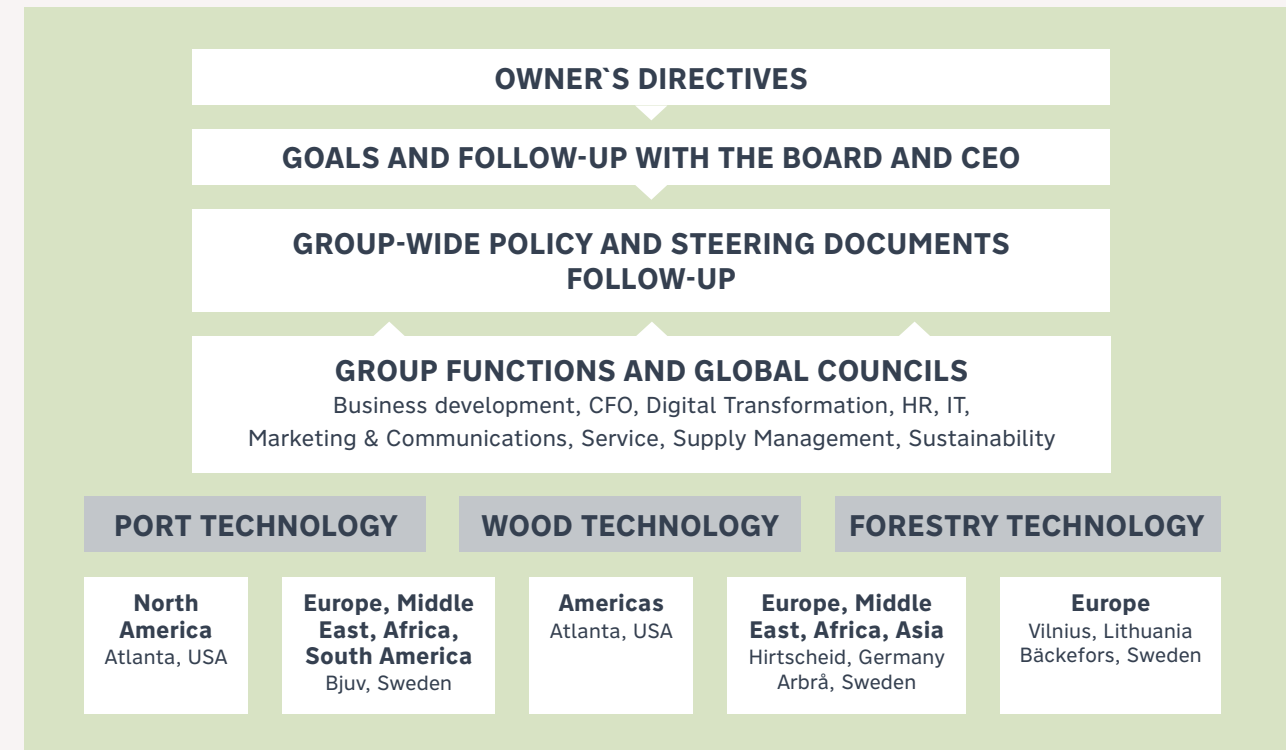 OWNER`S DIRECTIVES
GOALS AND FOLLOW-UP WITH THE BOARD AND CEO
GROUP-WIDE POLICY AND STEERING DOCUMENTS
FOLLOW-UP
GROUP FUNCTIONS AND GLOBAL COUNCILS
Business development, CFO, Digital Transformation, HR, IT,
Marketing & Communications, Service, Supply Management, Sustainability
PORT TECHNOLOGY
WOOD TECHNOLOGY
FORESTRY TECHNOLOGY
North
America
Atlanta, USA
Europe, Middle
East, Africa,
South America
Bjuv, Sweden
Americas
Atlanta, USA
Europe, Middle
East, Africa, Asia
Hirtscheid, Germany
Arbrå, Sweden
Europe
Vilnius, Lithuania
Bäckefors, Sweden